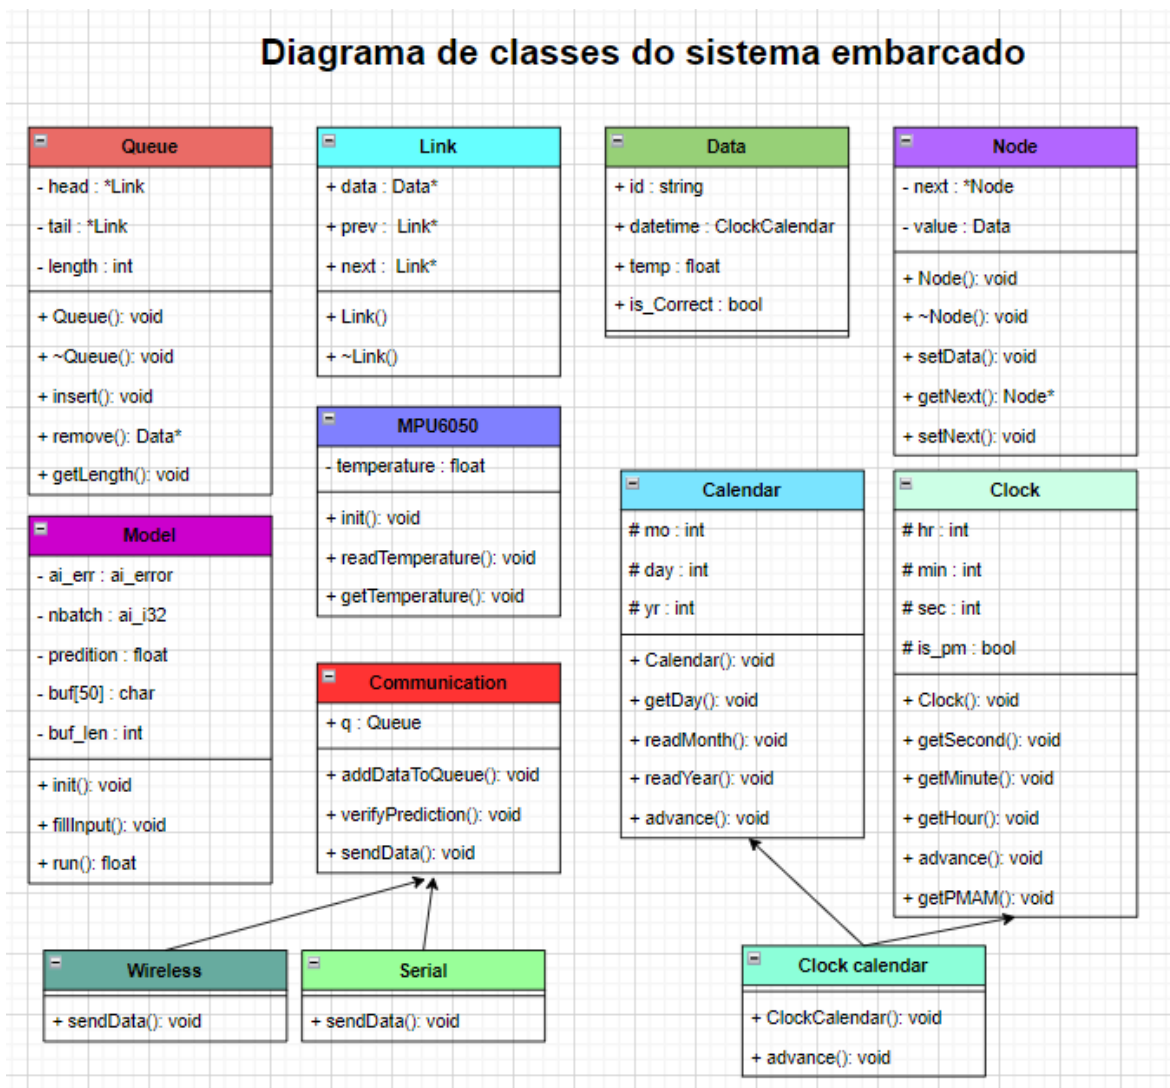 Diagrama de classes do sistema embarcado
Queue
- head : *Link
- tail : *Link
- length : int
+ Queue(): void
+ ~Queue(): void
+ insert(): void
+ remove(): Data*
+ getLength(): void
Link
+ data : Data*
+ prev : Link*
+ next : Link*
+ Link()
+ ~Link()
Data
+ id : string
+ datetime : ClockCalendar
+ temp : float
+ is_Correct : bool
Node
- next : *Node
- value : Data
+ Node(): void
+ ~Node(): void
+ setData(): void
+ getNext(): Node*
+ setNext(): void
MPU6050
- temperature : float
+ init(): void
+ readTemperature(): void
+ getTemperature(): void
Model
- ai_err : ai_error
- nbatch : ai_i32
- predition : float
- buf[50] : char
- buf_len : int
+ init(): void
+ fillInput(): void
+ run(): float
Communication
+ q : Queue
+ addDataToQueue(): void
+ verifyPrediction(): void
+ sendData(): void
Calendar
# mo : int
# day : int
# yr : int
+ Calendar(): void
+ getDay(): void
+ readMonth(): void
+ readYear(): void
+ advance(): void
Clock
# hr : int
# min : int
# sec : int
# is_pm : bool
+ Clock(): void
+ getSecond(): void
+ getMinute(): void
+ getHour(): void
+ advance(): void
+ getPMAM(): void
Wireless
+ sendData(): void
Serial
+ sendData(): void
Clock calendar
+ ClockCalendar(): void
+ advance(): void